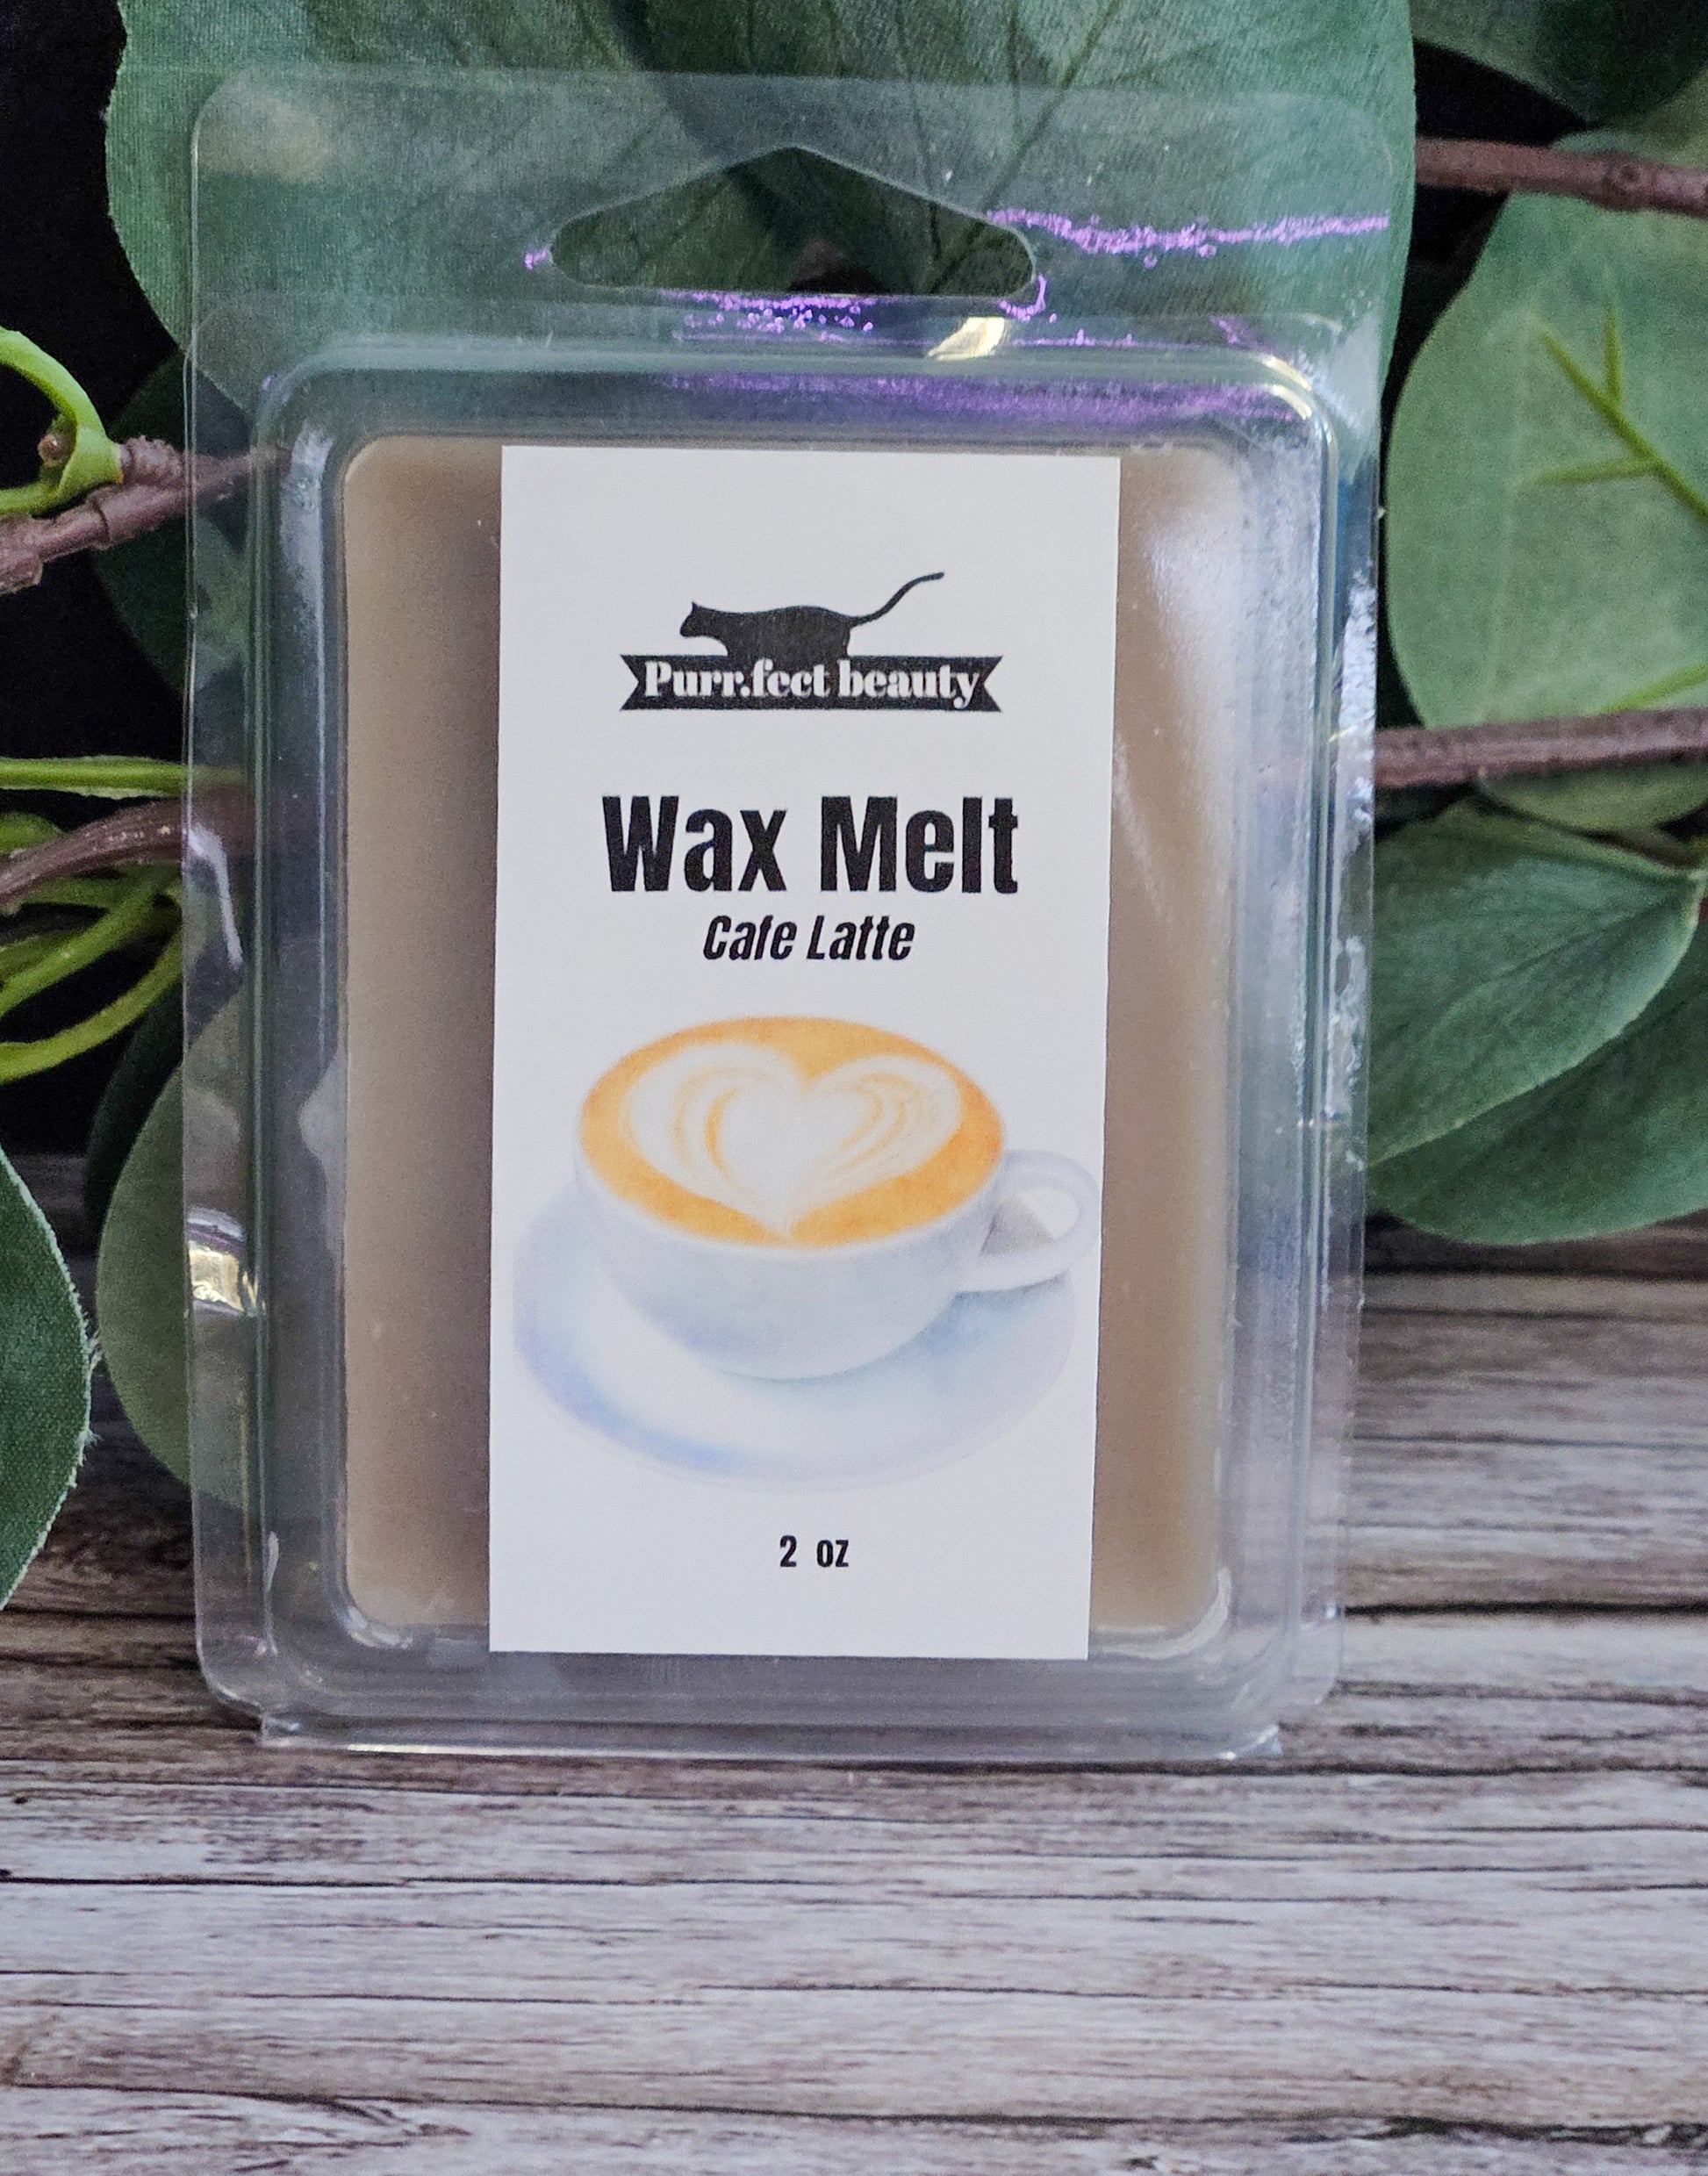 Purr.fect beauty
Wax Melt
Cafe Latte
2 oz